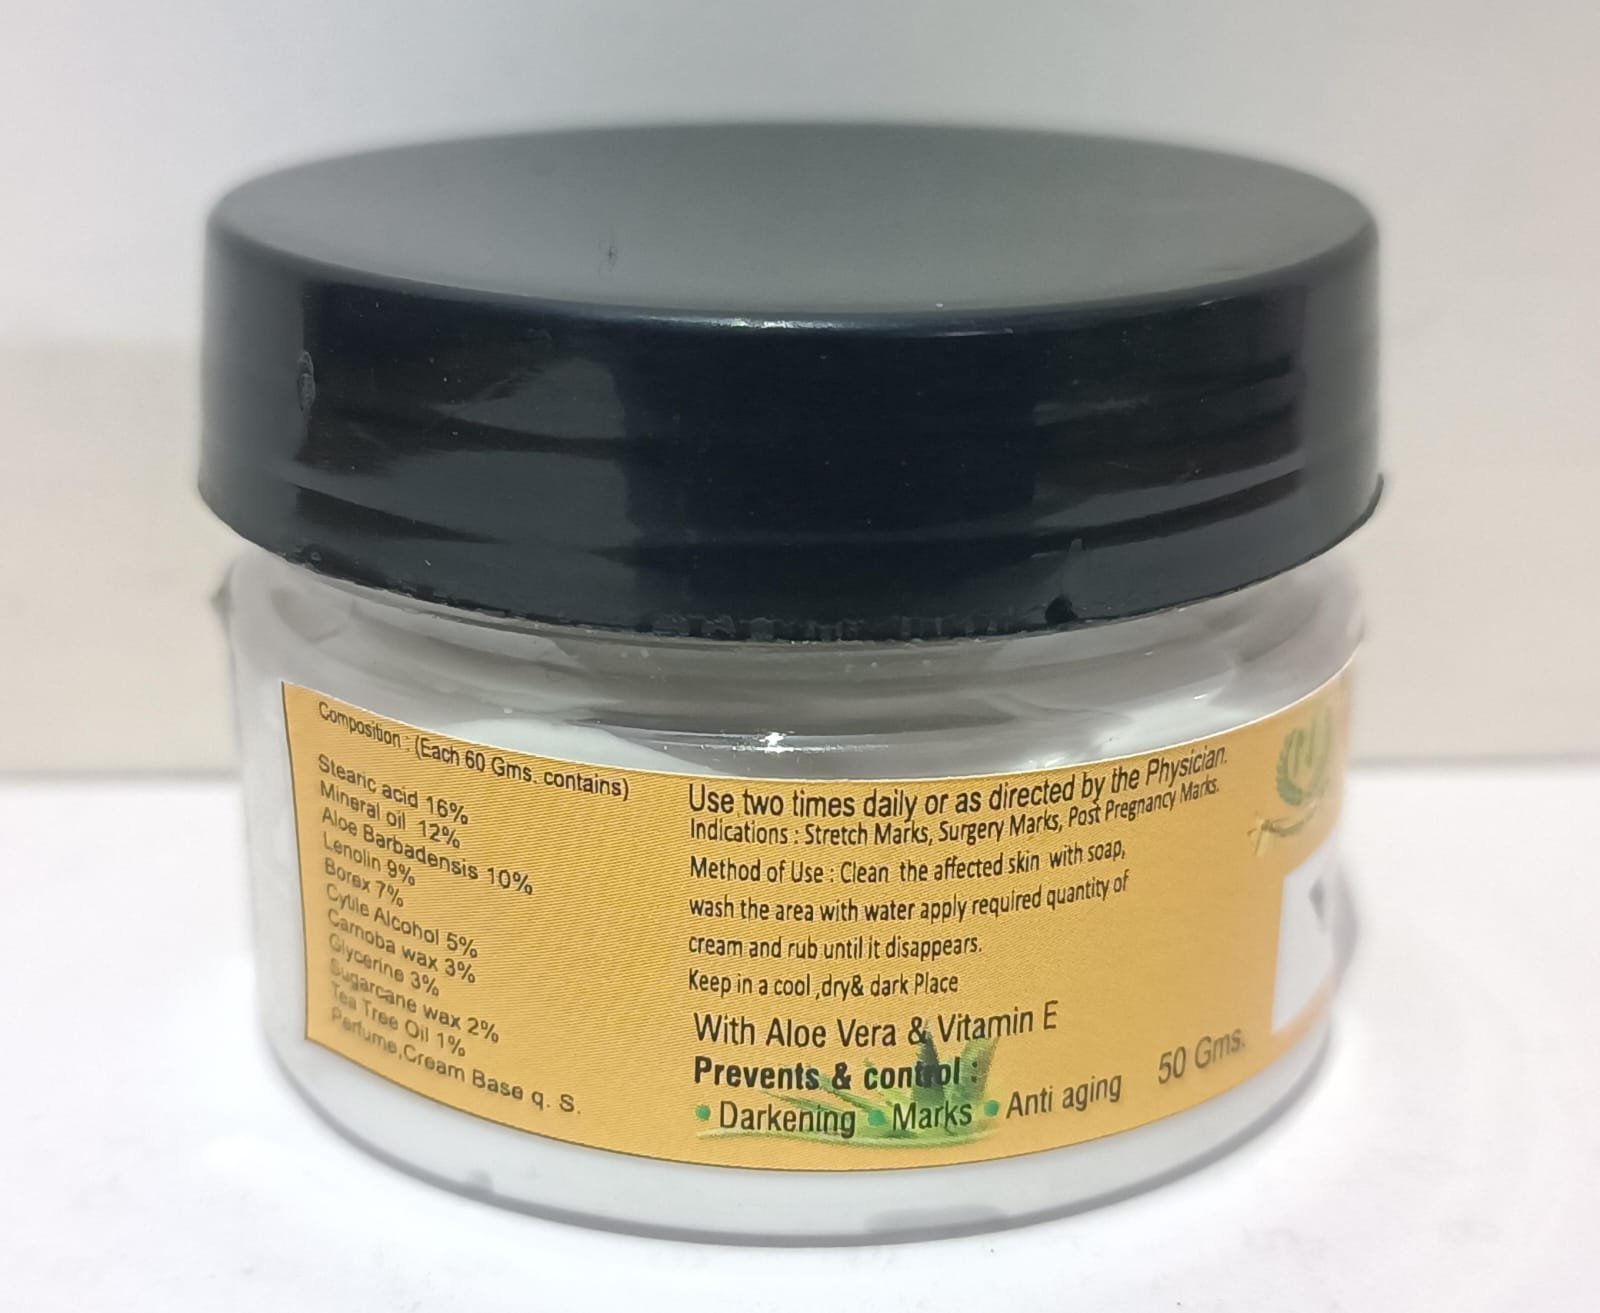 Composition : (Each 60 Gms. contains)
Stearic acid 16%
Mineral oil 12%
Aloe Barbadensis 10%
Lenolin 9%
Borex 7%
Cytile Alcohol 5%
Carnoba wax 3%
Glycerine 3%
Sugarcane wax 2%
Tea Tree Oil 1%
Perfume,Cream Base q. S.
Use two times daily or as directed by the Physician.
Indications : Stretch Marks, Surgery Marks, Post Pregnancy Marks.
Method of Use : Clean the affected skin with soap,
wash the area with water apply required quantity of
cream and rub until it disappears.
Keep in a cool ,dry& dark Place
With Aloe Vera & Vitamin E
Prevents & control :
• Darkening • Marks • Anti aging
50 Gms.